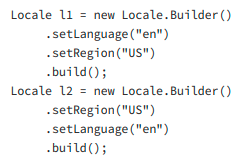 Locale l1 = new Locale.Builder()
.setLanguage("en")
.setRegion("US")
.build();
Locale l2 = new Locale.Builder()
.setRegion("US")
.setLanguage("en")
.build();